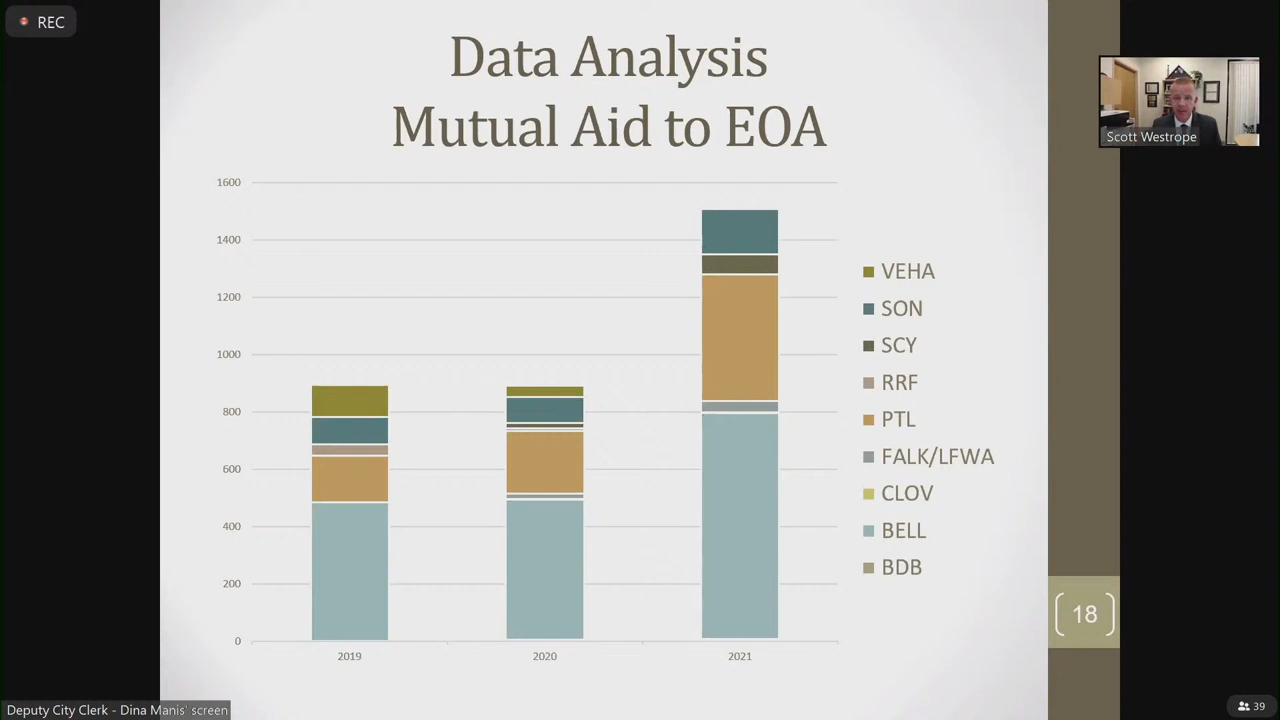 REC
Data Analysis
Mutual Aid to EOA
Scott Westrope
1600
1400
1200
1000
800
600
400
200
0
2019
2020
2021
VEHA
SON
SCY
RRF
PTL
FALK/LFWA
CLOV
BELL
BDB
18
Deputy City Clerk - Dina Manis' screen
39